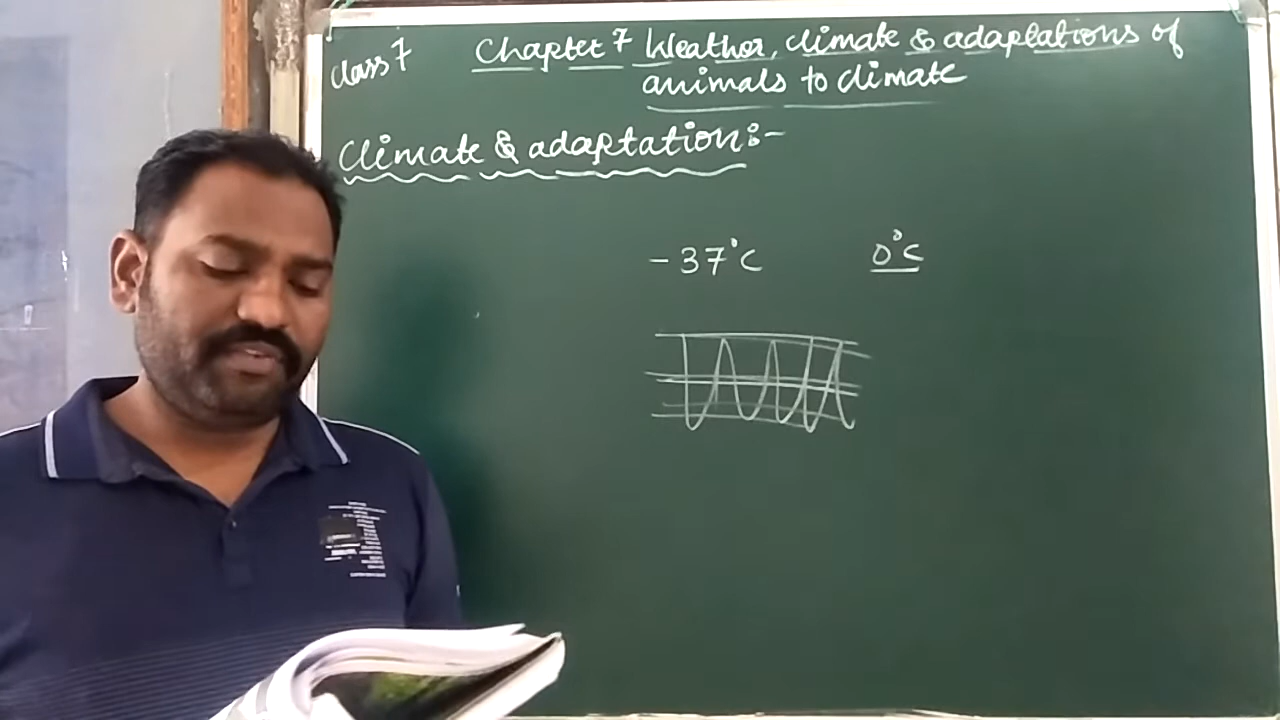 Class 7
Chapter 7 Weather, climate & adaptations of
animals to climate
Climate & adaptation:-
-37°C 0°C